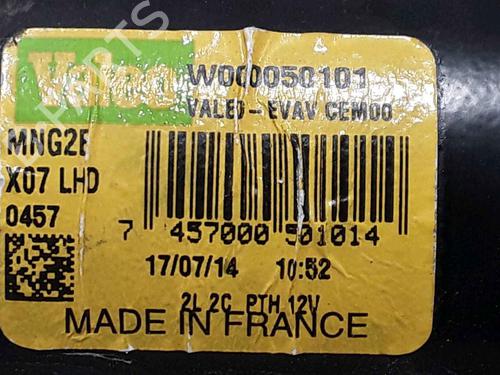 Valeo
W000050101
VALEO-EVAV CEM00
MNG2E
X07 LHD
0457
7 457000 501014
17/07/14 10:52
2L 2C PTH 12V
MADE IN FRANCE